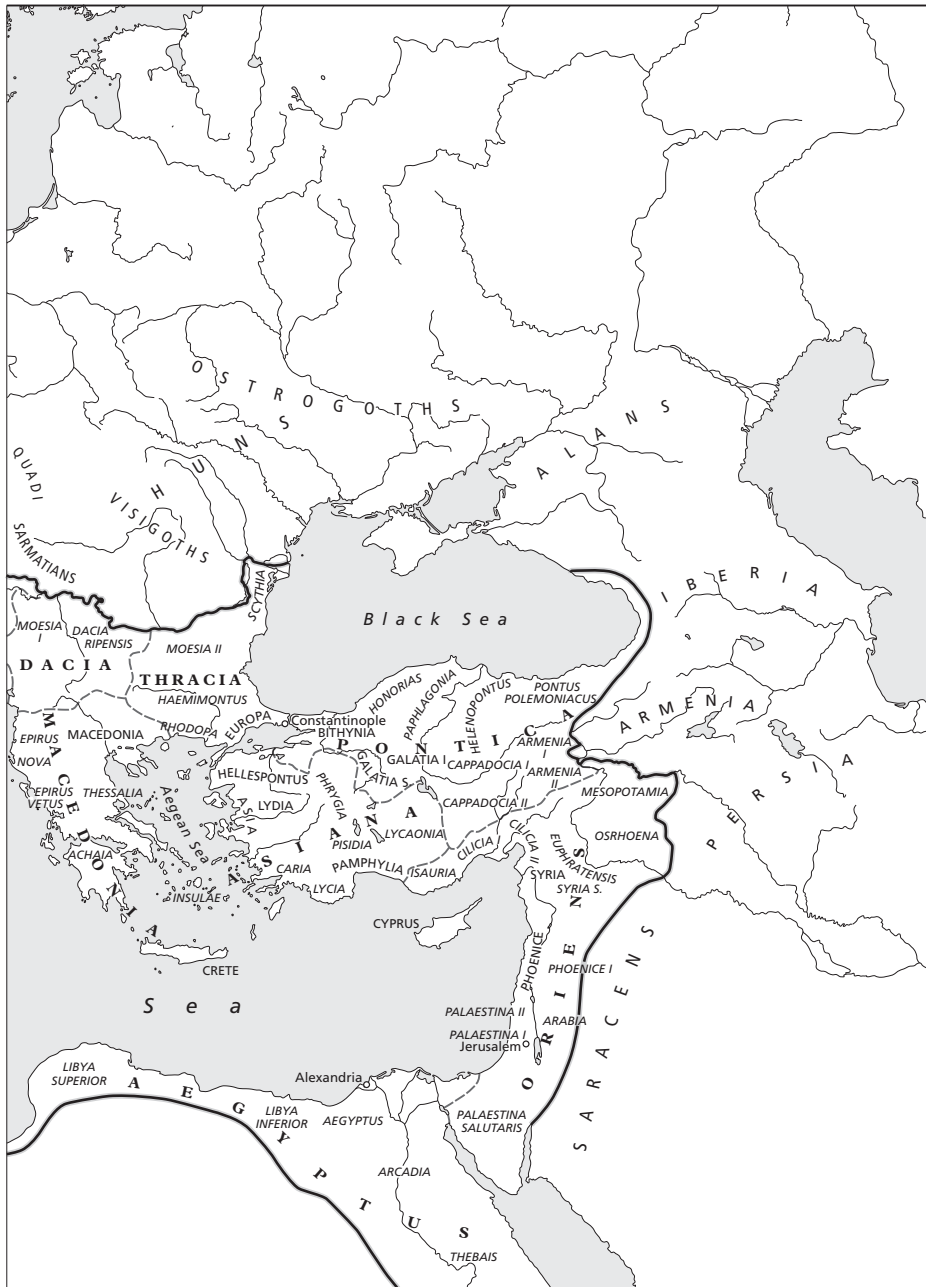 OSTROGOTHS
HUNS
ALANS
QUADI
VISIGOTHS
SARMATIANS
SCYTHIA
IBERIA
Black Sea
MOESIA
I
DACIA
RIPENSIS
MOESIA II
DACIA
THRACIA
HAEMIMONTUS
HONORIAS
PAPHLAGONIA
HELENOPONTUS
PONTUS
POLEMONIACUS
ARMENIA
MACEDONIA
EPIRUS
NOVA
MACEDONIA
RHODOPA
EUROPA
Constantinople
BITHYNIA
PONTICA
GALATIA I
GALATIA S.
CAPPADOCIA I
ARMENIA
I
ARMENIA
II
MESOPOTAMIA
PERSIA
HELLESPONTUS
PHRYGIA
EPIRUS
VETUS
THESSALIA
Aegean Sea
ASIA
LYDIA
CAPPADOCIA II
ASIANA
LYCAONIA
PISIDIA
CILICIA
CILICIA II
EUPHRATENSIS
OSRHOENA
ACHAIA
CARIA
PAMPHYLIA
ISAURIA
LYCIA
SYRIA
SYRIA S.
INSULAE
CYPRUS
ORIENS
CRETE
PHOENICE
PHOENICE I
SARACENS
Sea
PALAESTINA II
ARABIA
PALAESTINA I
Jerusalem
LIBYA
SUPERIOR
Alexandria
AEGYPTUS
LIBYA
INFERIOR
AEGYPTUS
PALAESTINA
SALUTARIS
ARCADIA
THEBAIS